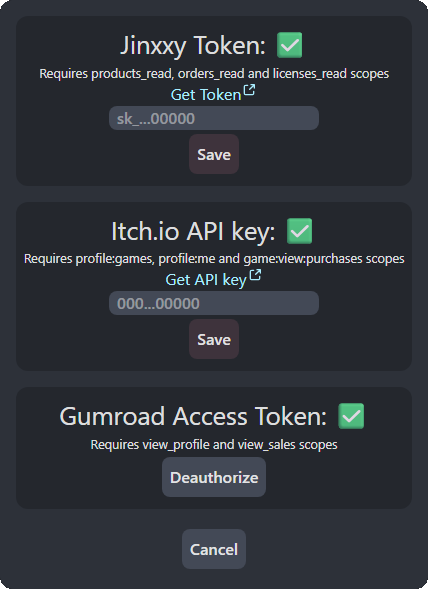 Jinxxy Token: ✅
Requires products_read, orders_read and licenses_read scopes
Get Token
sk_...00000
Save
Itch.io API key: ✅
Requires profile:games, profile:me and game:view:purchases scopes
Get API key
000...00000
Save
Gumroad Access Token: ✅
Requires view_profile and view_sales scopes
Deauthorize
Cancel